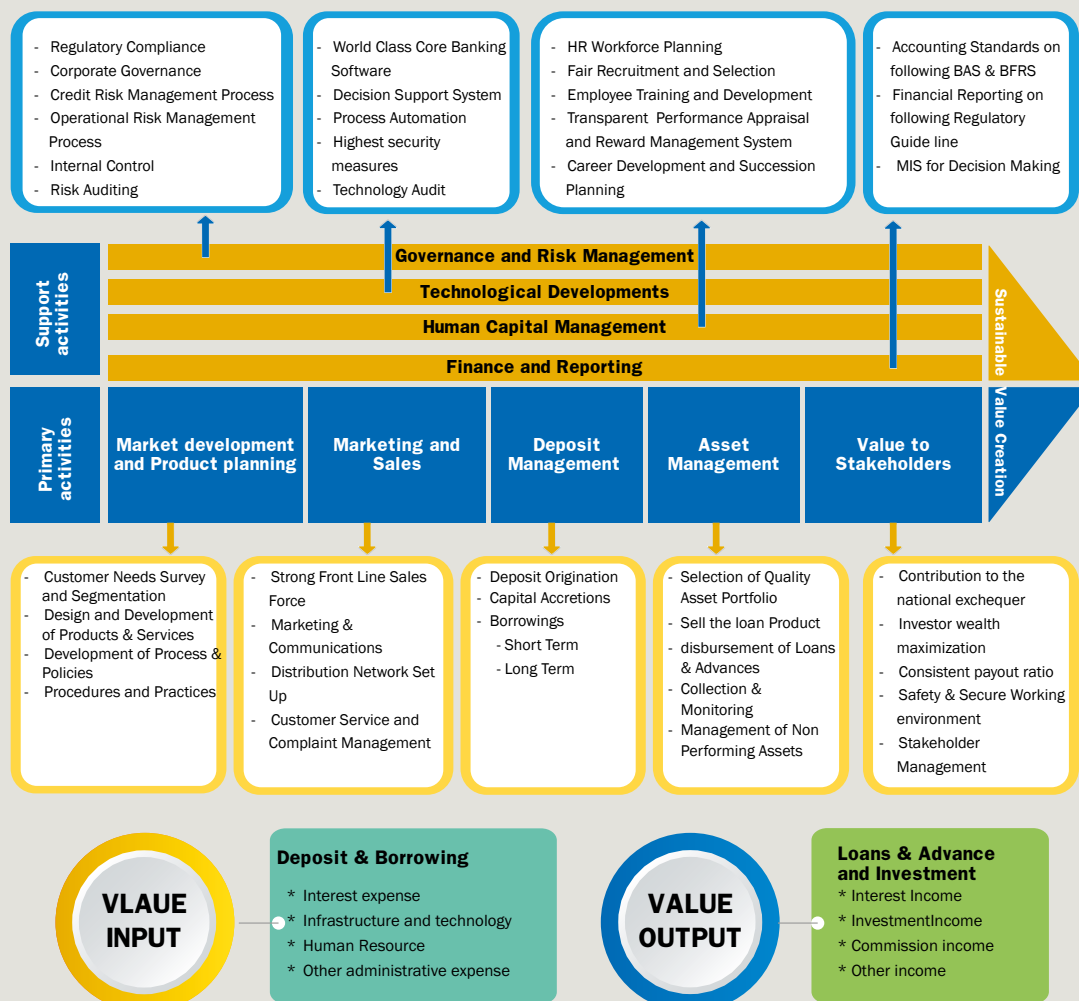 - Regulatory Compliance
- Corporate Governance
- Credit Risk Management Process
- Operational Risk Management
Process
- Internal Control
- Risk Auditing
- World Class Core Banking
Software
- Decision Support System
- Process Automation
- Highest security
measures
- Technology Audit
- HR Workforce Planning
- Fair Recruitment and Selection
- Employee Training and Development
- Transparent Performance Appraisal
and Reward Management System
- Career Development and Succession
Planning
- Accounting Standards on
following BAS & BFRS
- Financial Reporting on
following Regulatory
Guide line
- MIS for Decision Making
Support
activities
Governance and Risk Management
Technological Developments
Human Capital Management
Finance and Reporting
Sustainable Value Creation
Primary
activities
Market development
and Product planning
Marketing and
Sales
Deposit
Management
Asset
Management
Value to
Stakeholders
- Customer Needs Survey
and Segmentation
- Design and Development
of Products & Services
- Development of Process &
Policies
- Procedures and Practices
- Strong Front Line Sales
Force
- Marketing &
Communications
- Distribution Network Set
Up
- Customer Service and
Complaint Management
- Deposit Origination
- Capital Accretions
- Borrowings
- Short Term
- Long Term
- Selection of Quality
Asset Portfolio
- Sell the loan Product
- disbursement of Loans
& Advances
- Collection &
Monitoring
- Management of Non
Performing Assets
- Contribution to the
national exchequer
- Investor wealth
maximization
- Consistent payout ratio
- Safety & Secure Working
environment
- Stakeholder
Management
VLAUE
INPUT
Deposit & Borrowing
* Interest expense
* Infrastructure and technology
* Human Resource
* Other administrative expense
VALUE
OUTPUT
Loans & Advance
and Investment
* Interest Income
* InvestmentIncome
* Commission income
* Other income